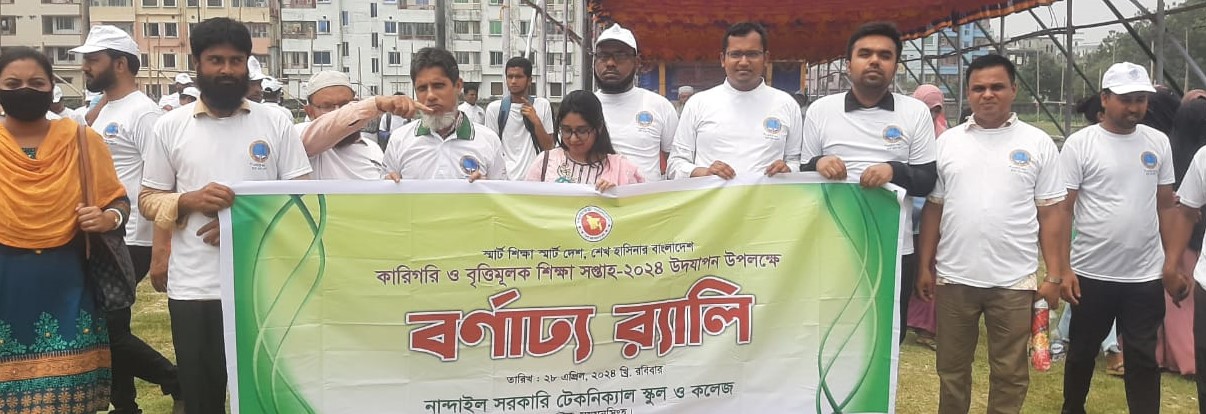 স্মার্ট শিক্ষা স্মার্ট দেশ, শেখ হাসিনার বাংলাদেশ
কারিগরি ও বৃত্তিমূলক শিক্ষা সপ্তাহ-২০২৪ উদযাপন উপলক্ষে
বর্ণাঢ্য র‍্যালি
তারিখ : ২৮ এপ্রিল, ২০২৪ খ্রি. রবিবার
নান্দাইল সরকারি টেকনিক্যাল স্কুল ও কলেজ